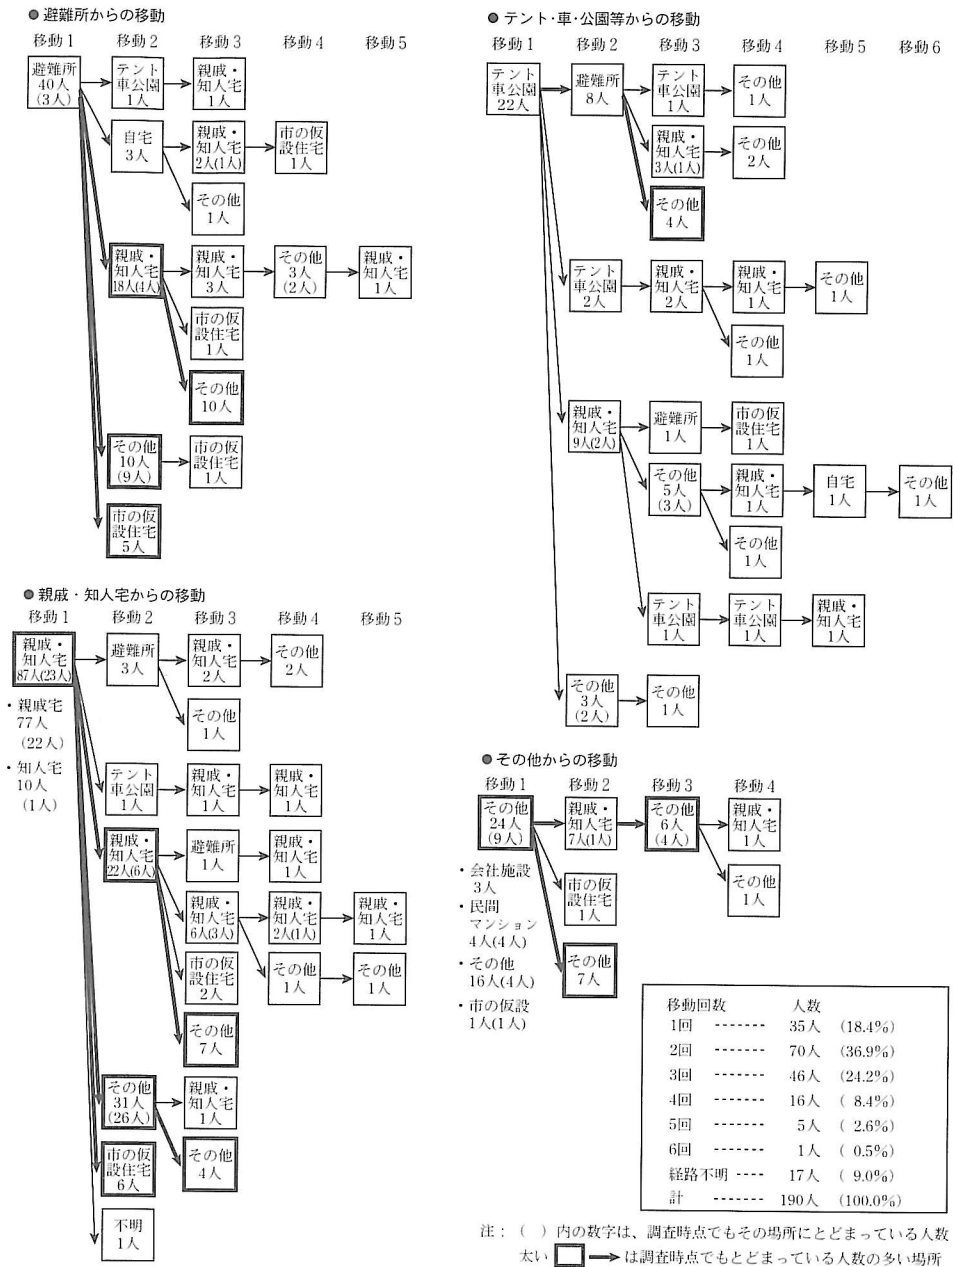 ● 避難所からの移動
移動1 移動2 移動3 移動4 移動5
避難所
40人
(3人)
テント
車公園
1人
親戚・
知人宅
1人
自宅
3人
親戚・
知人宅
2人(1人)
市の仮
設住宅
1人
その他
1人
親戚・
知人宅
18人(4人)
親戚・
知人宅
3人
その他
3人
(2人)
親戚・
知人宅
1人
市の仮
設住宅
1人
その他
10人
その他
10人
(9人)
市の仮
設住宅
1人
市の仮
設住宅
5人
● テント・車・公園等からの移動
移動1 移動2 移動3 移動4 移動5 移動6
テント
車公園
22人
避難所
8人
テント
車公園
1人
その他
1人
親戚・
知人宅
3人(1人)
その他
2人
その他
4人
テント
車公園
2人
親戚・
知人宅
2人
親戚・
知人宅
1人
その他
1人
その他
1人
親戚・
知人宅
9人(2人)
避難所
1人
市の仮
設住宅
1人
その他
5人
(3人)
親戚・
知人宅
1人
自宅
1人
その他
1人
その他
1人
テント
車公園
1人
テント
車公園
1人
親戚・
知人宅
1人
その他
3人
(2人)
その他
1人
● 親戚・知人宅からの移動
移動1 移動2 移動3 移動4 移動5
親戚・
知人宅
87人(23人)
・親戚宅
77人
(22人)
・知人宅
10人
(1人)
避難所
3人
親戚・
知人宅
2人
その他
2人
その他
1人
テント
車公園
1人
親戚・
知人宅
1人
親戚・
知人宅
1人
親戚・
知人宅
22人(6人)
避難所
1人
親戚・
知人宅
1人
親戚・
知人宅
6人(3人)
親戚・
知人宅
2人(1人)
親戚・
知人宅
1人
その他
1人
その他
1人
市の仮
設住宅
2人
その他
7人
その他
31人
(26人)
親戚・
知人宅
1人
その他
4人
市の仮
設住宅
6人
不明
1人
● その他からの移動
移動1 移動2 移動3 移動4
その他
24人
(9人)
・会社施設
3人
・民間
マンション
4人(4人)
・その他
16人(4人)
・市の仮設
1人(1人)
親戚・
知人宅
7人(1人)
その他
6人
(4人)
親戚・
知人宅
1人
その他
1人
市の仮
設住宅
1人
その他
7人
移動回数 人数
1回 ------- 35人 (18.4%)
2回 ------- 70人 (36.9%)
3回 ------- 46人 (24.2%)
4回 ------- 16人 ( 8.4%)
5回 ------- 5人 ( 2.6%)
6回 ------- 1人 ( 0.5%)
経路不明 ---- 17人 ( 9.0%)
計 ------- 190人 (100.0%)
注：( )内の数字は、調査時点でもその場所にとどまっている人数
太い □ → は調査時点でもとどまっている人数の多い場所